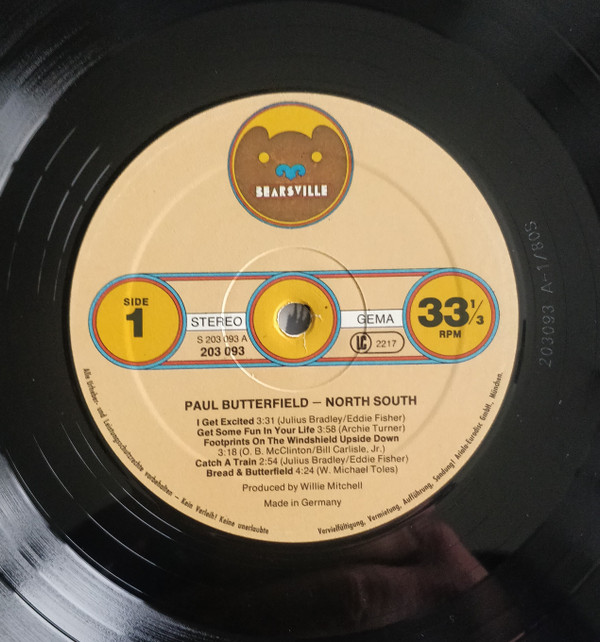 BEARSVILLE
SIDE
1
STEREO
S 203 093 A
203 093
GEMA
LC 2217
33 1/3
RPM
PAUL BUTTERFIELD — NORTH SOUTH
I Get Excited 3:31 (Julius Bradley/Eddie Fisher)
Get Some Fun In Your Life 3:58 (Archie Turner)
Footprints On The Windshield Upside Down
3:18 (O. B. McClinton/Bill Carlisle, Jr.)
Catch A Train 2:54 (Julius Bradley/Eddie Fisher)
Bread & Butterfield 4:24 (W. Michael Toles)
Produced by Willie Mitchell
Made in Germany
Alle Urheber- und Leistungsschutzrechte vorbehalten — Kein Verleih! Keine unerlaubte Vervielfältigung, Vermietung, Aufführung, Sendung! Ariola-Eurodisc GmbH., München.
203093 A-1/80S